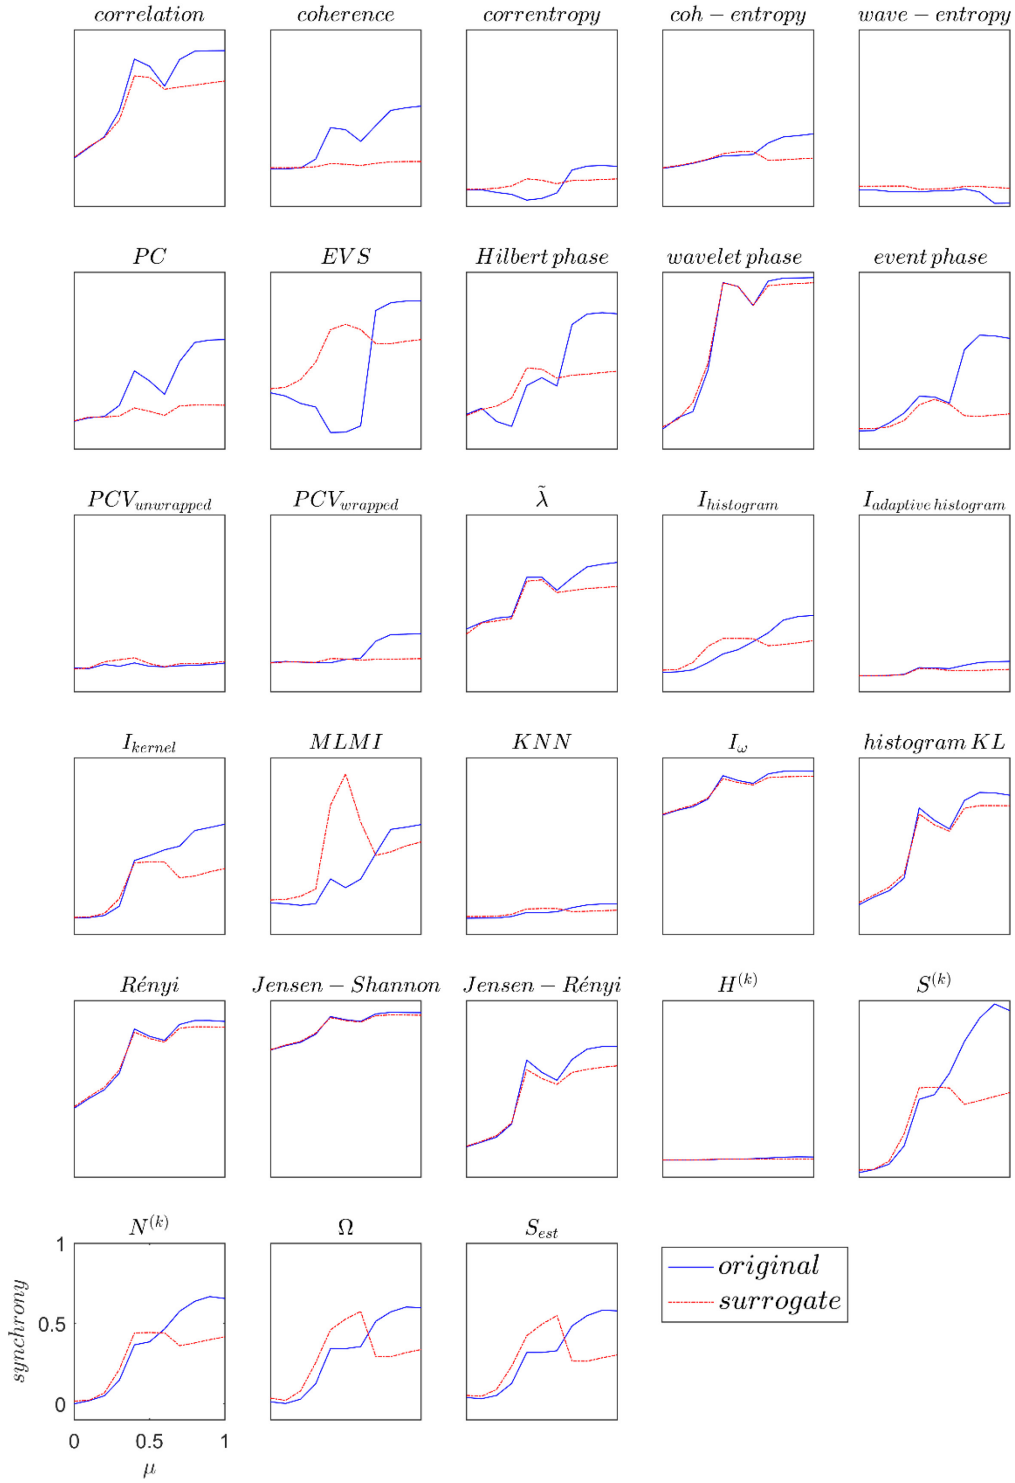 correlation coherence correntropy coh − entropy wave − entropy
PC EVS Hilbert phase wavelet phase event phase
PCV_unwrapped PCV_wrapped λ̃ I_histogram I_adaptive histogram
I_kernel MLMI KNN I_ω histogram KL
Rényi Jensen − Shannon Jensen − Rényi H^(k) S^(k)
N^(k) Ω S_est
1
0.5
0
synchrony
0 0.5 1
μ
original
surrogate